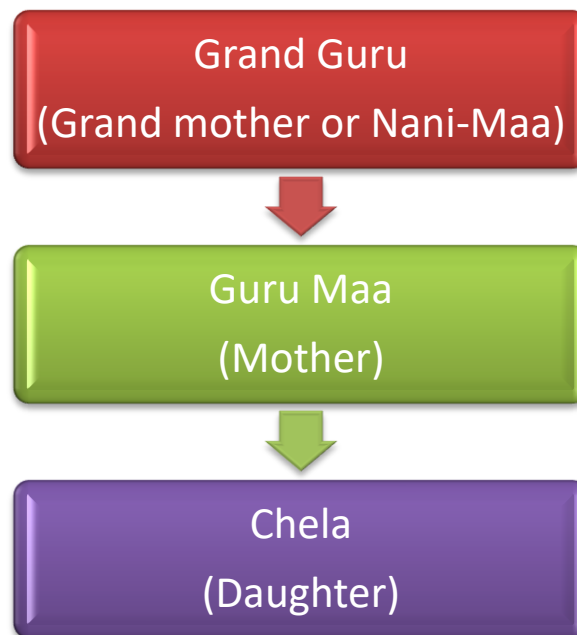 Grand Guru
(Grand mother or Nani-Maa)
Guru Maa
(Mother)
Chela
(Daughter)